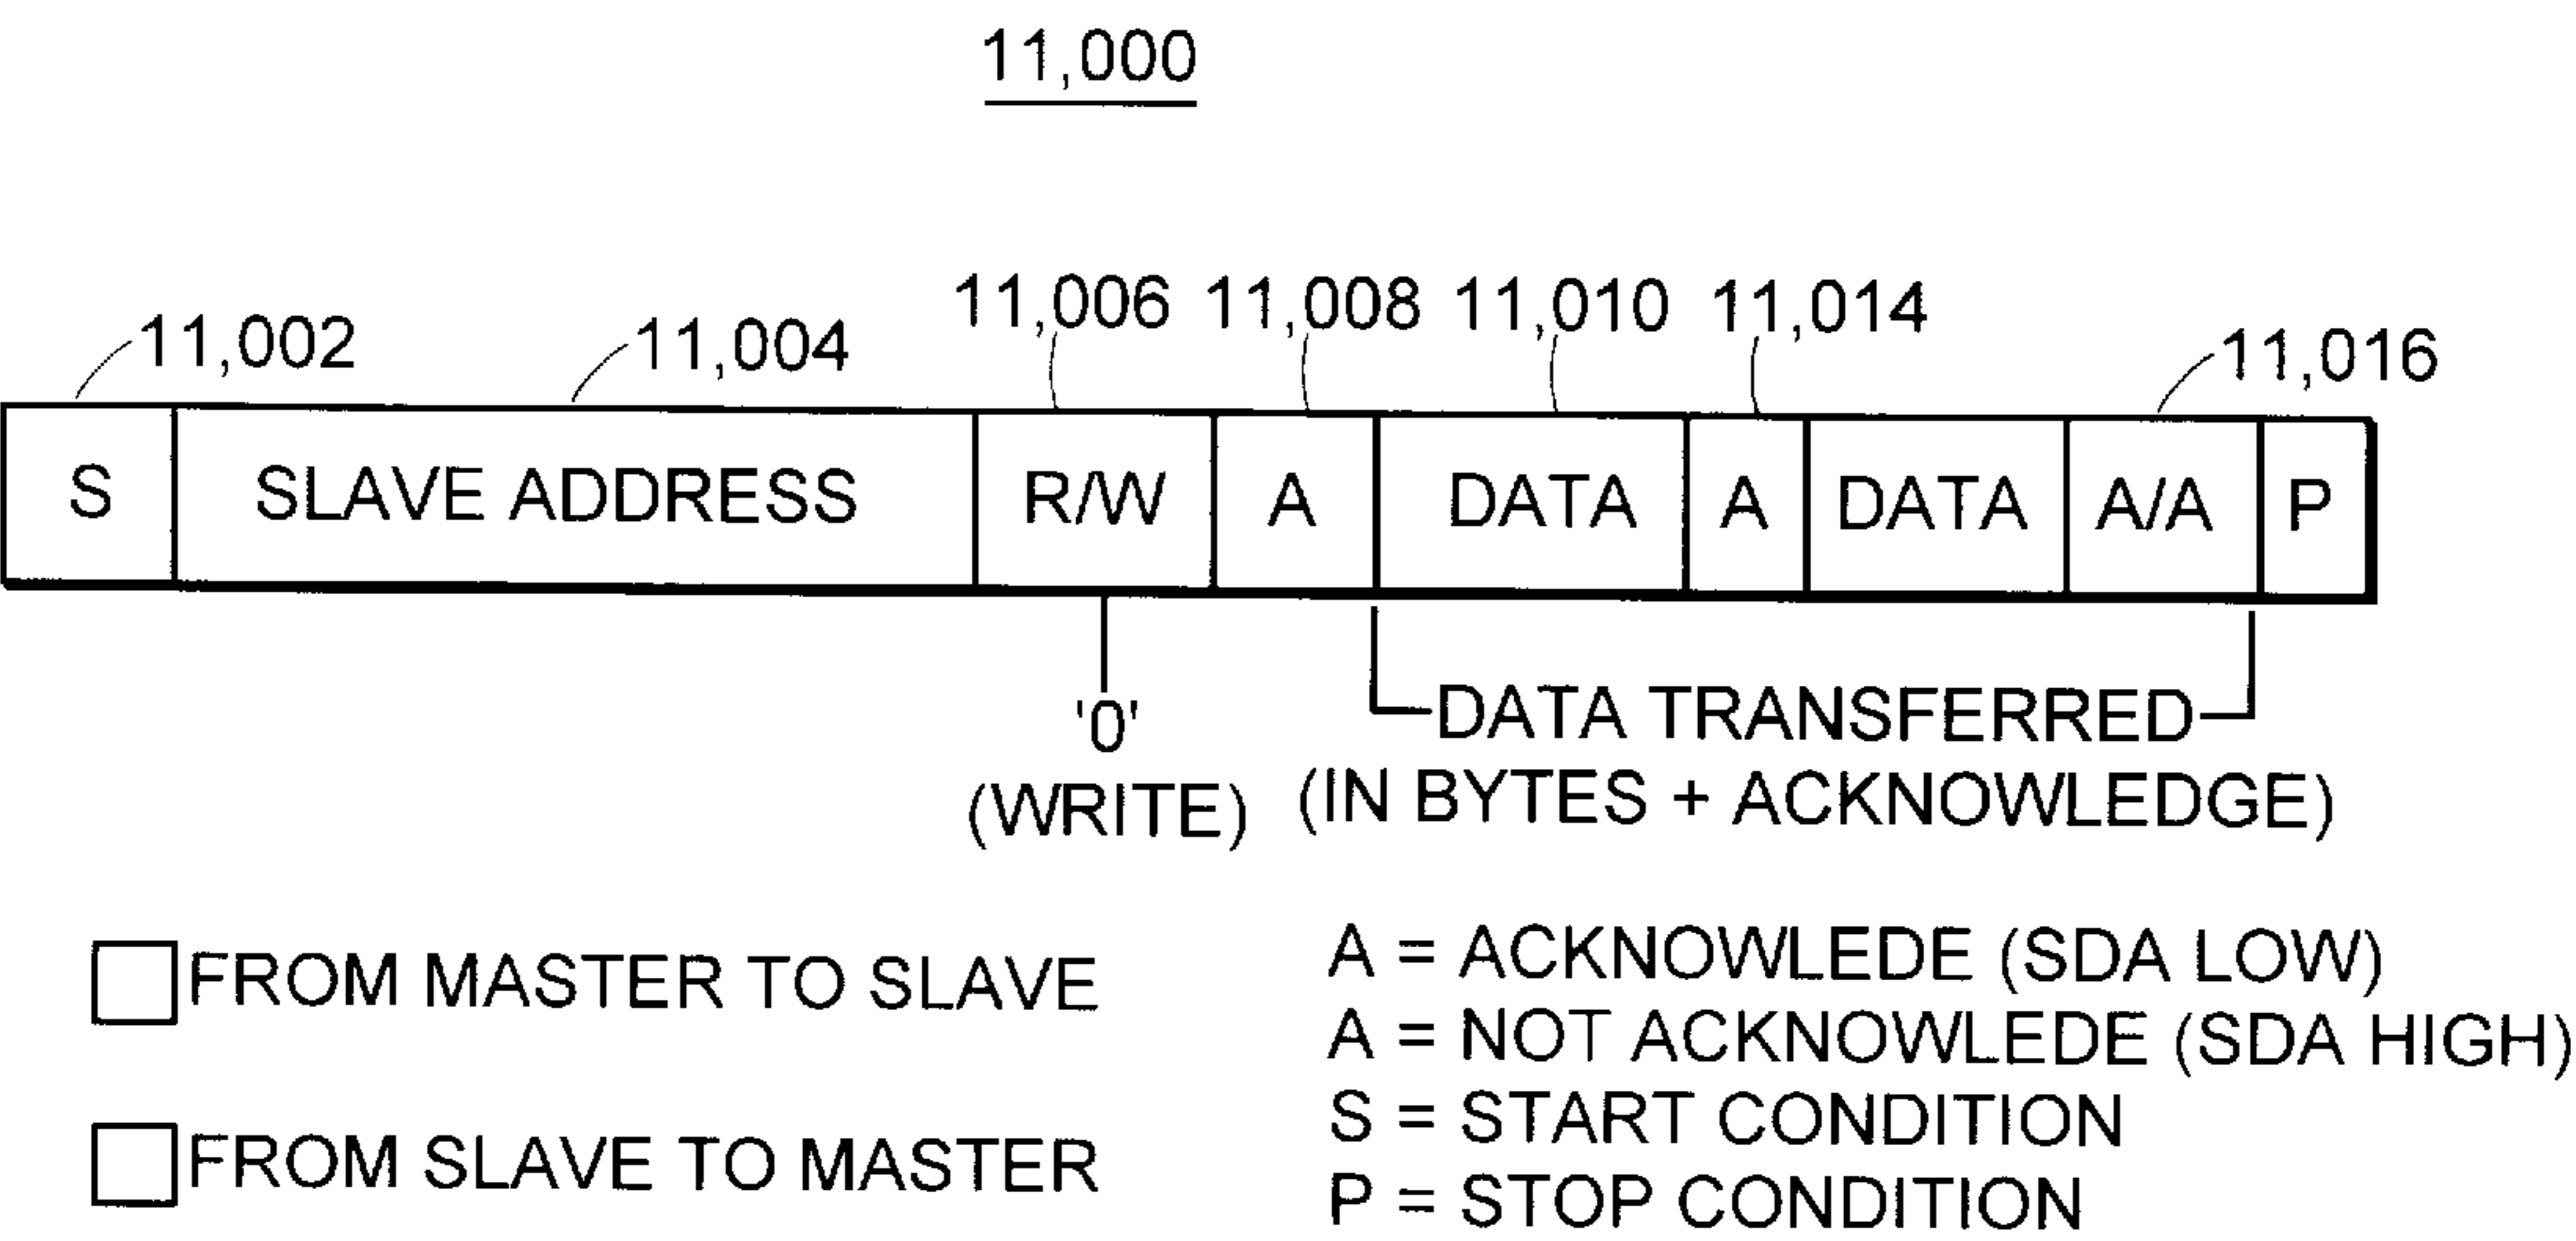 11,000
11,002 11,004 11,006 11,008 11,010 11,014 11,016
S SLAVE ADDRESS R/W A DATA A DATA A/A P
'0'
(WRITE)
DATA TRANSFERRED
(IN BYTES + ACKNOWLEDGE)
FROM MASTER TO SLAVE
FROM SLAVE TO MASTER
A = ACKNOWLEDE (SDA LOW)
A = NOT ACKNOWLEDE (SDA HIGH)
S = START CONDITION
P = STOP CONDITION